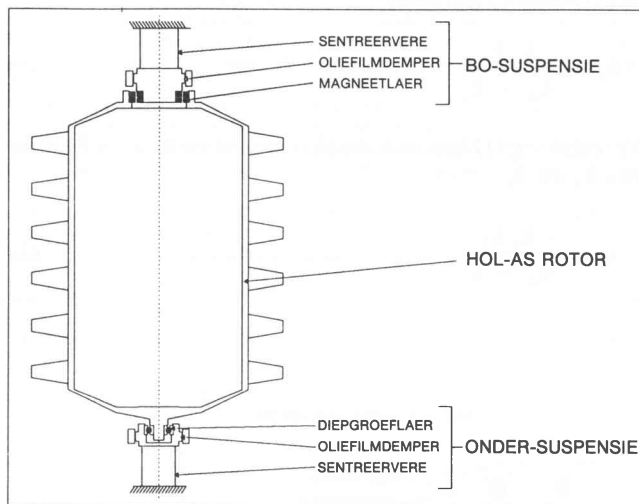 SENTREERVERE
OLIEFILMDEMPER
MAGNEETLAER
BO-SUSPENSIE
HOL-AS ROTOR
DIEPGROEFLAER
OLIEFILMDEMPER
SENTREERVERE
ONDER-SUSPENSIE